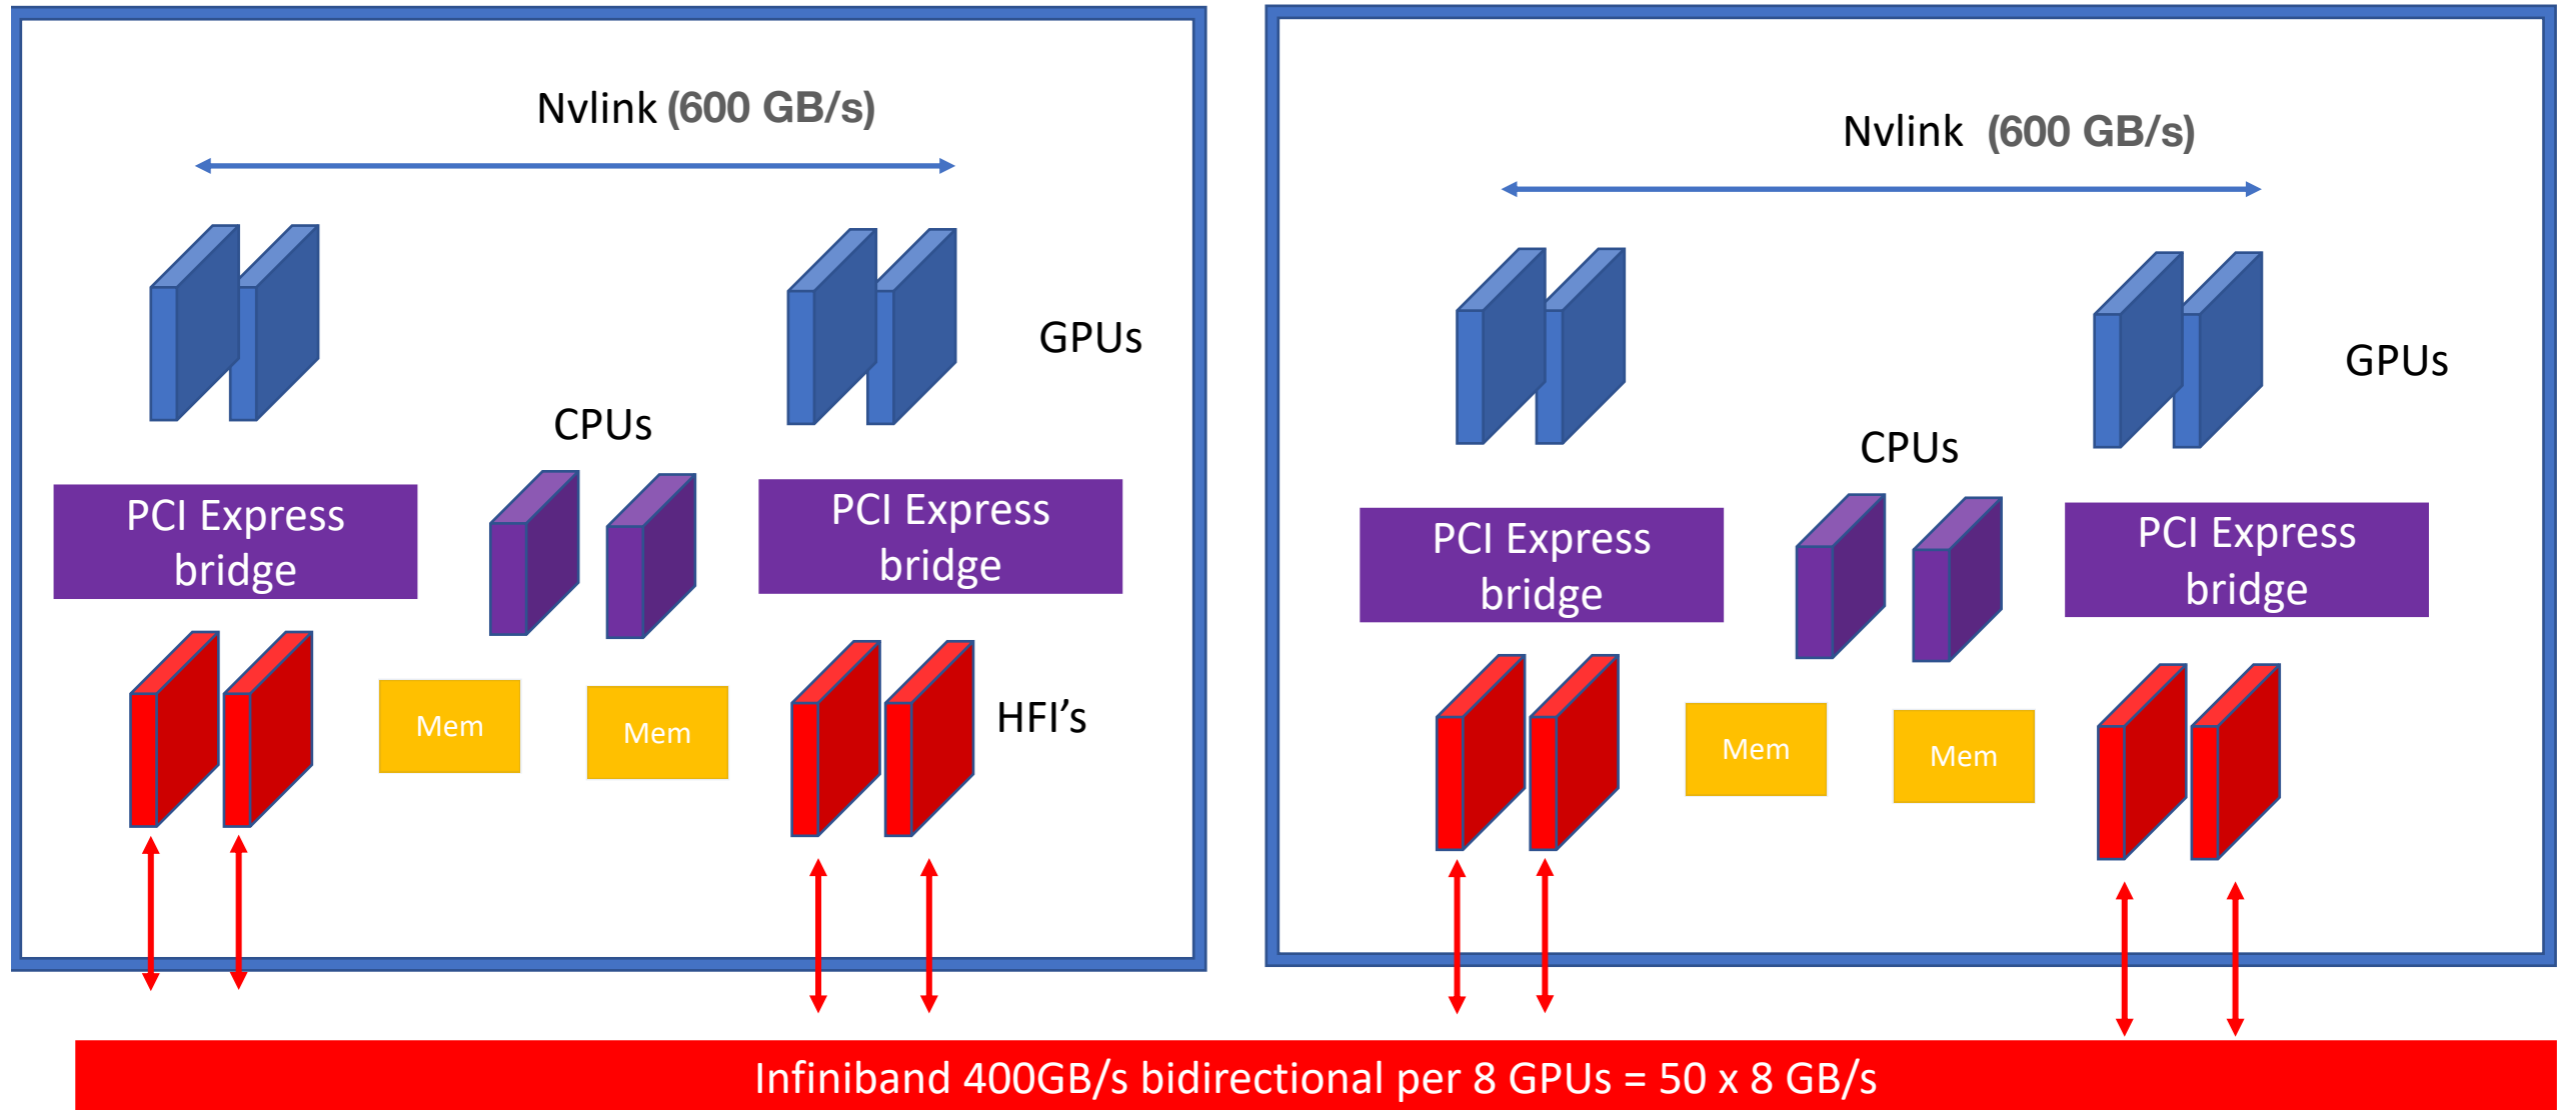 Nvlink (600 GB/s)
GPUs
CPUs
PCI Express
bridge
PCI Express
bridge
Mem
Mem
HFI's
Nvlink (600 GB/s)
GPUs
CPUs
PCI Express
bridge
PCI Express
bridge
Mem
Mem
Infiniband 400GB/s bidirectional per 8 GPUs = 50 x 8 GB/s